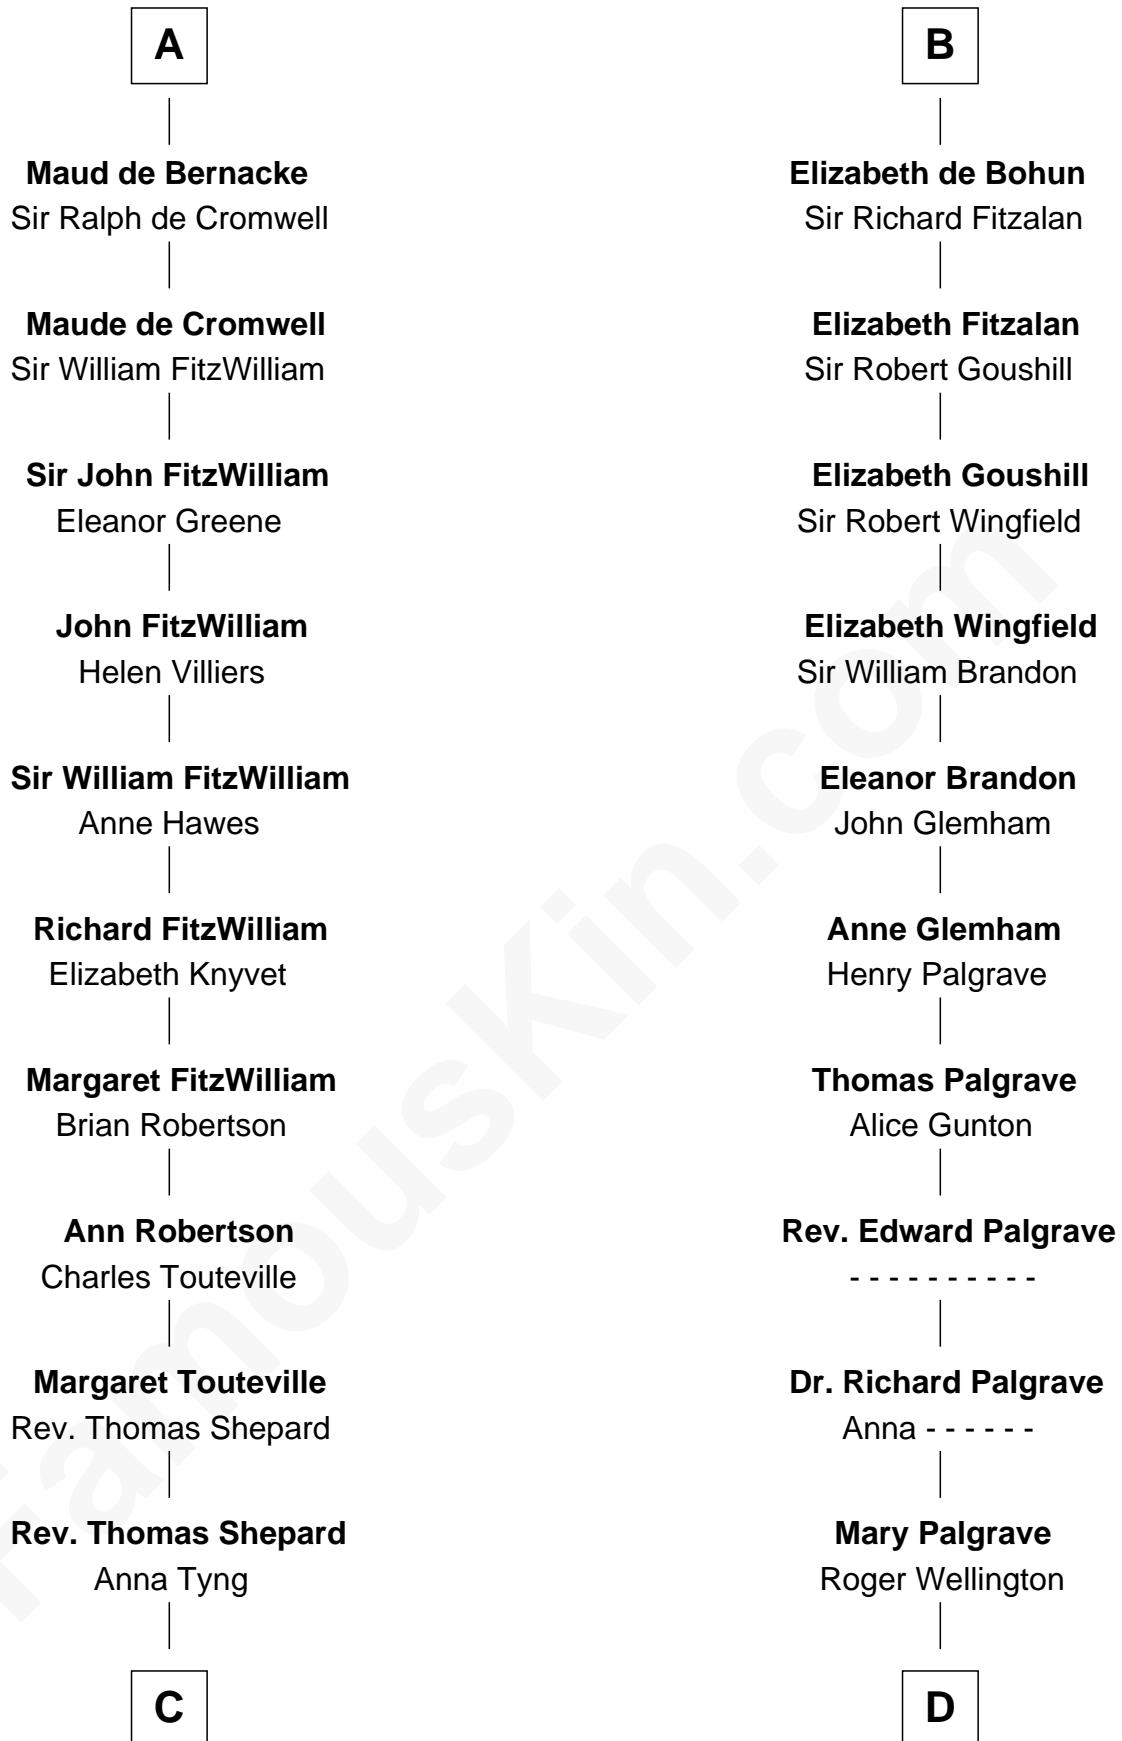 A
Maud de Bernacke
Sir Ralph de Cromwell
Maude de Cromwell
Sir William FitzWilliam
Sir John FitzWilliam
Eleanor Greene
John FitzWilliam
Helen Villiers
Sir William FitzWilliam
Anne Hawes
Richard FitzWilliam
Elizabeth Knyvet
Margaret FitzWilliam
Brian Robertson
Ann Robertson
Charles Touteville
Margaret Touteville
Rev. Thomas Shepard
Rev. Thomas Shepard
Anna Tyng
C
B
Elizabeth de Bohun
Sir Richard Fitzalan
Elizabeth Fitzalan
Sir Robert Goushill
Elizabeth Goushill
Sir Robert Wingfield
Elizabeth Wingfield
Sir William Brandon
Eleanor Brandon
John Glemham
Anne Glemham
Henry Palgrave
Thomas Palgrave
Alice Gunton
Rev. Edward Palgrave
- - - - - - - - - -
Dr. Richard Palgrave
Anna - - - - - -
Mary Palgrave
Roger Wellington
D
FamousKin.com